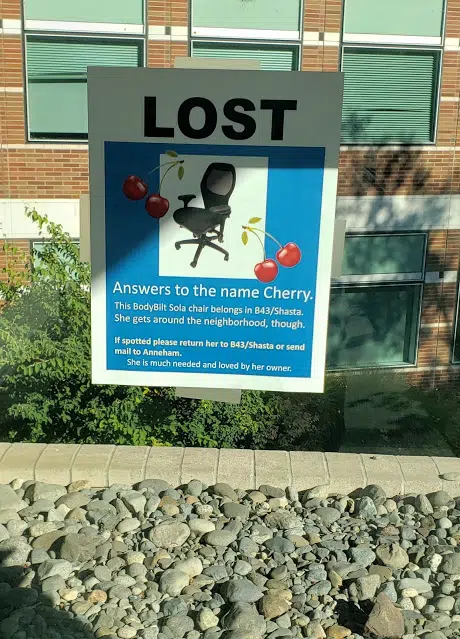 LOST
Answers to the name Cherry.
This BodyBilt Sola chair belongs in B43/Shasta.
She gets around the neighborhood, though.
If spotted please return her to B43/Shasta or send
mail to Anneham.
She is much needed and loved by her owner.